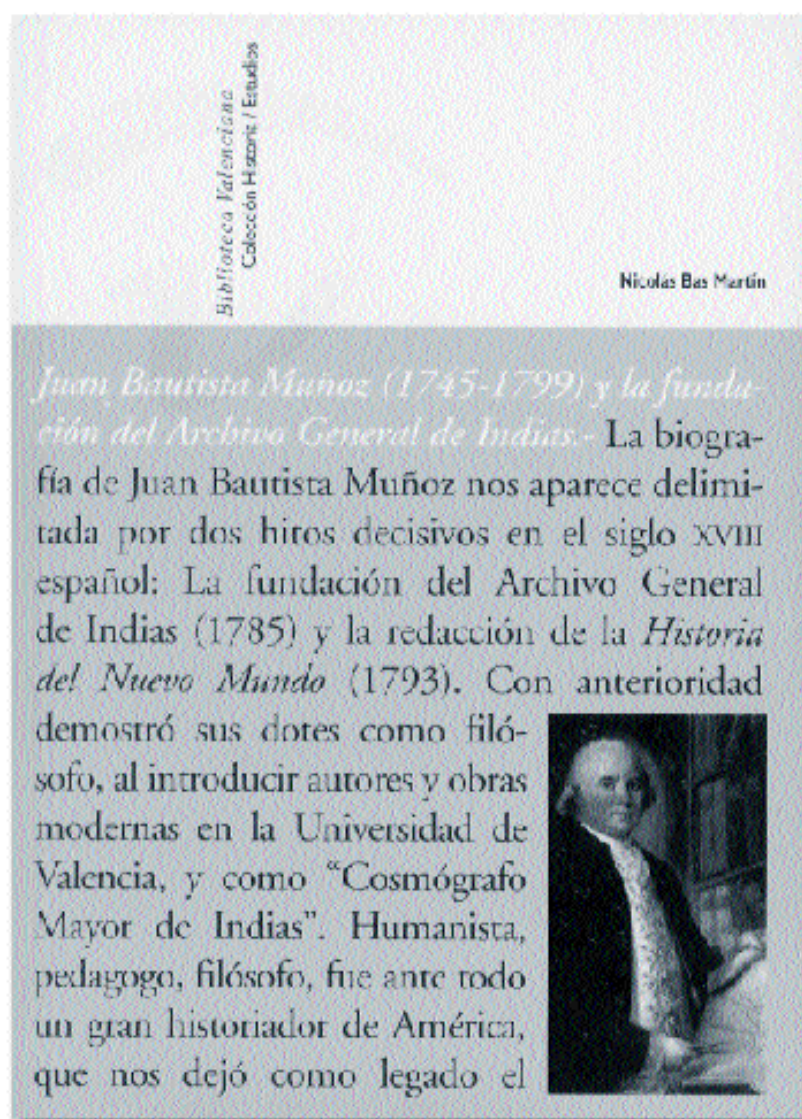 Biblioteca Valenciana
Colección Historia / Estudios
Nicolás Bas Martín
Juan Bautista Muñoz (1745-1799) y la funda-
ción del Archivo General de Indias.- La biogra-
fía de Juan Bautista Muñoz nos aparece delimi-
tada por dos hitos decisivos en el siglo XVIII
español: La fundación del Archivo General
de Indias (1785) y la redacción de la Historia
del Nuevo Mundo (1793). Con anterioridad
demostró sus dotes como filó-
sofo, al introducir autores y obras
modernas en la Universidad de
Valencia, y como “Cosmógrafo
Mayor de Indias”. Humanista,
pedagogo, filósofo, fue ante todo
un gran historiador de América,
que nos dejó como legado el